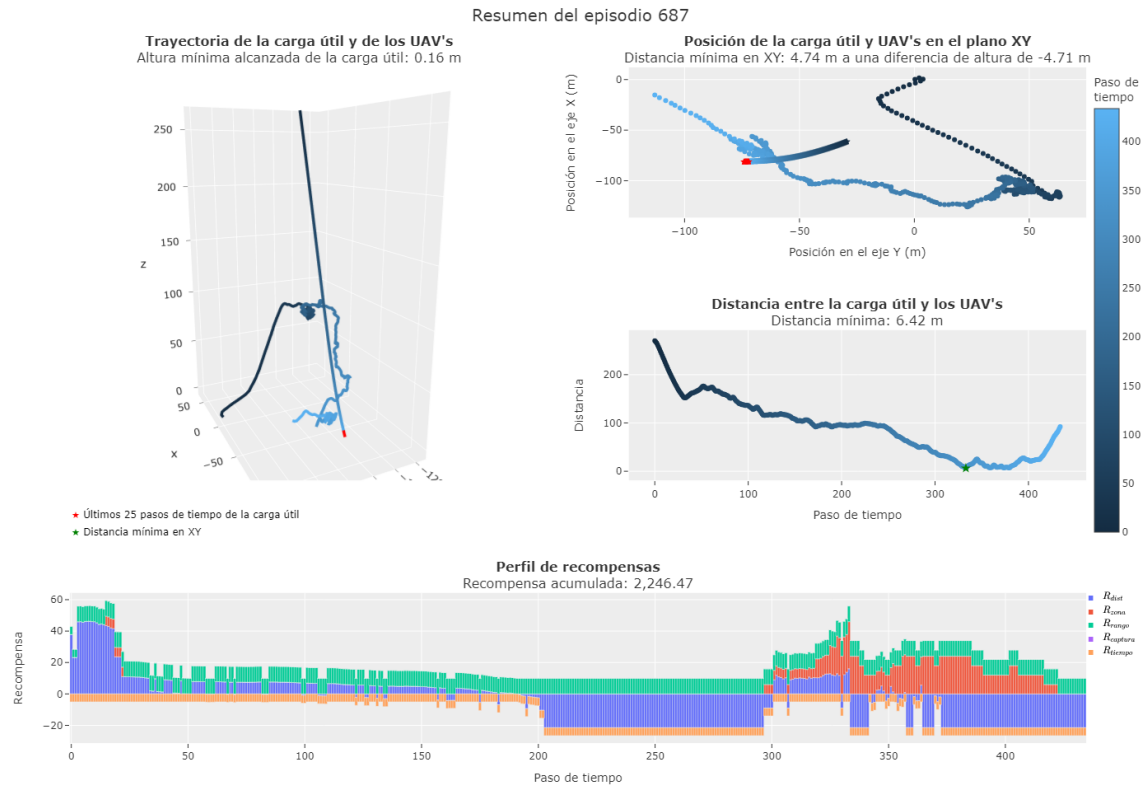 Resumen del episodio 687
Trayectoria de la carga útil y de los UAV's
Altura mínima alcanzada de la carga útil: 0.16 m
250
200
150
100
50
0
z
50
0
−50
x
Últimos 25 pasos de tiempo de la carga útil
Distancia mínima en XY
Posición de la carga útil y UAV's en el plano XY
Distancia mínima en XY: 4.74 m a una diferencia de altura de -4.71 m
Posición en el eje X (m)
0
−50
−100
−100
−50
0
50
Posición en el eje Y (m)
Distancia entre la carga útil y los UAV's
Distancia mínima: 6.42 m
Distancia
200
100
0
0
100
200
300
400
Paso de tiempo
Paso de
tiempo
400
350
300
250
200
150
100
50
0
Perfil de recompensas
Recompensa acumulada: 2,246.47
Recompensa
60
40
20
0
−20
0
50
100
150
200
250
300
350
400
Paso de tiempo
R_dist
R_zona
R_rango
R_captura
R_tiempo